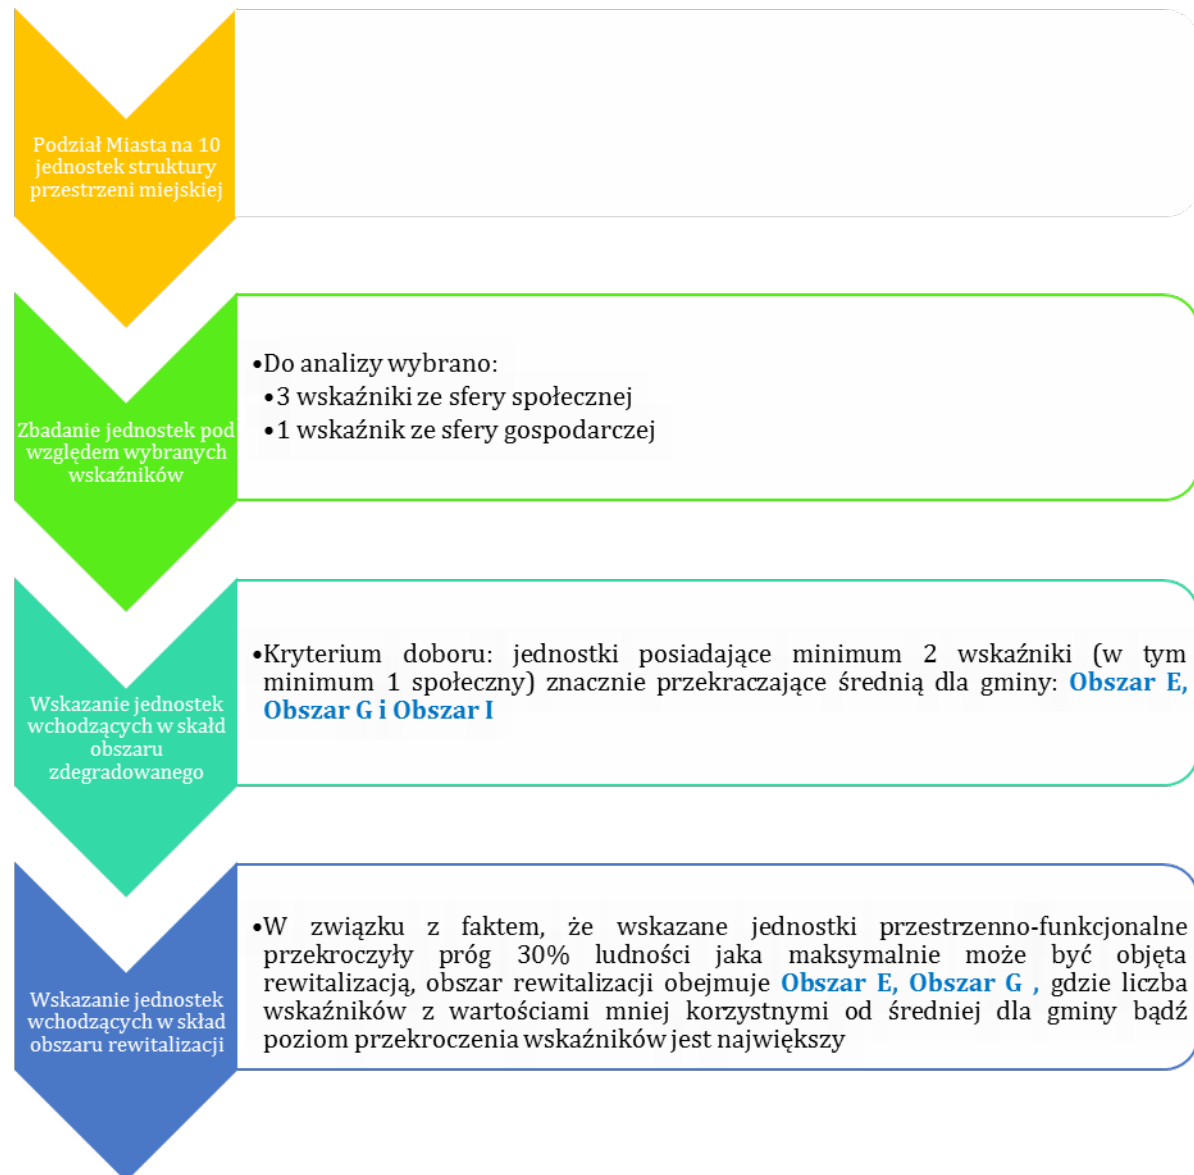 Podział Miasta na 10
jednostek struktury
przestrzeni miejskiej
Zbadanie jednostek pod
względem wybranych
wskaźników
•Do analizy wybrano:
•3 wskaźniki ze sfery społecznej
•1 wskaźnik ze sfery gospodarczej
Wskazanie jednostek
wchodzących w skałd
obszaru
zdegradowanego
•Kryterium doboru: jednostki posiadające minimum 2 wskaźniki (w tym
minimum 1 społeczny) znacznie przekraczające średnią dla gminy: Obszar E,
Obszar G i Obszar I
Wskazanie jednostek
wchodzących w skład
obszaru rewitalizacji
•W związku z faktem, że wskazane jednostki przestrzenno-funkcjonalne
przekroczyły próg 30% ludności jaka maksymalnie może być objęta
rewitalizacją, obszar rewitalizacji obejmuje Obszar E, Obszar G , gdzie liczba
wskaźników z wartościami mniej korzystnymi od średniej dla gminy bądź
poziom przekroczenia wskaźników jest największy